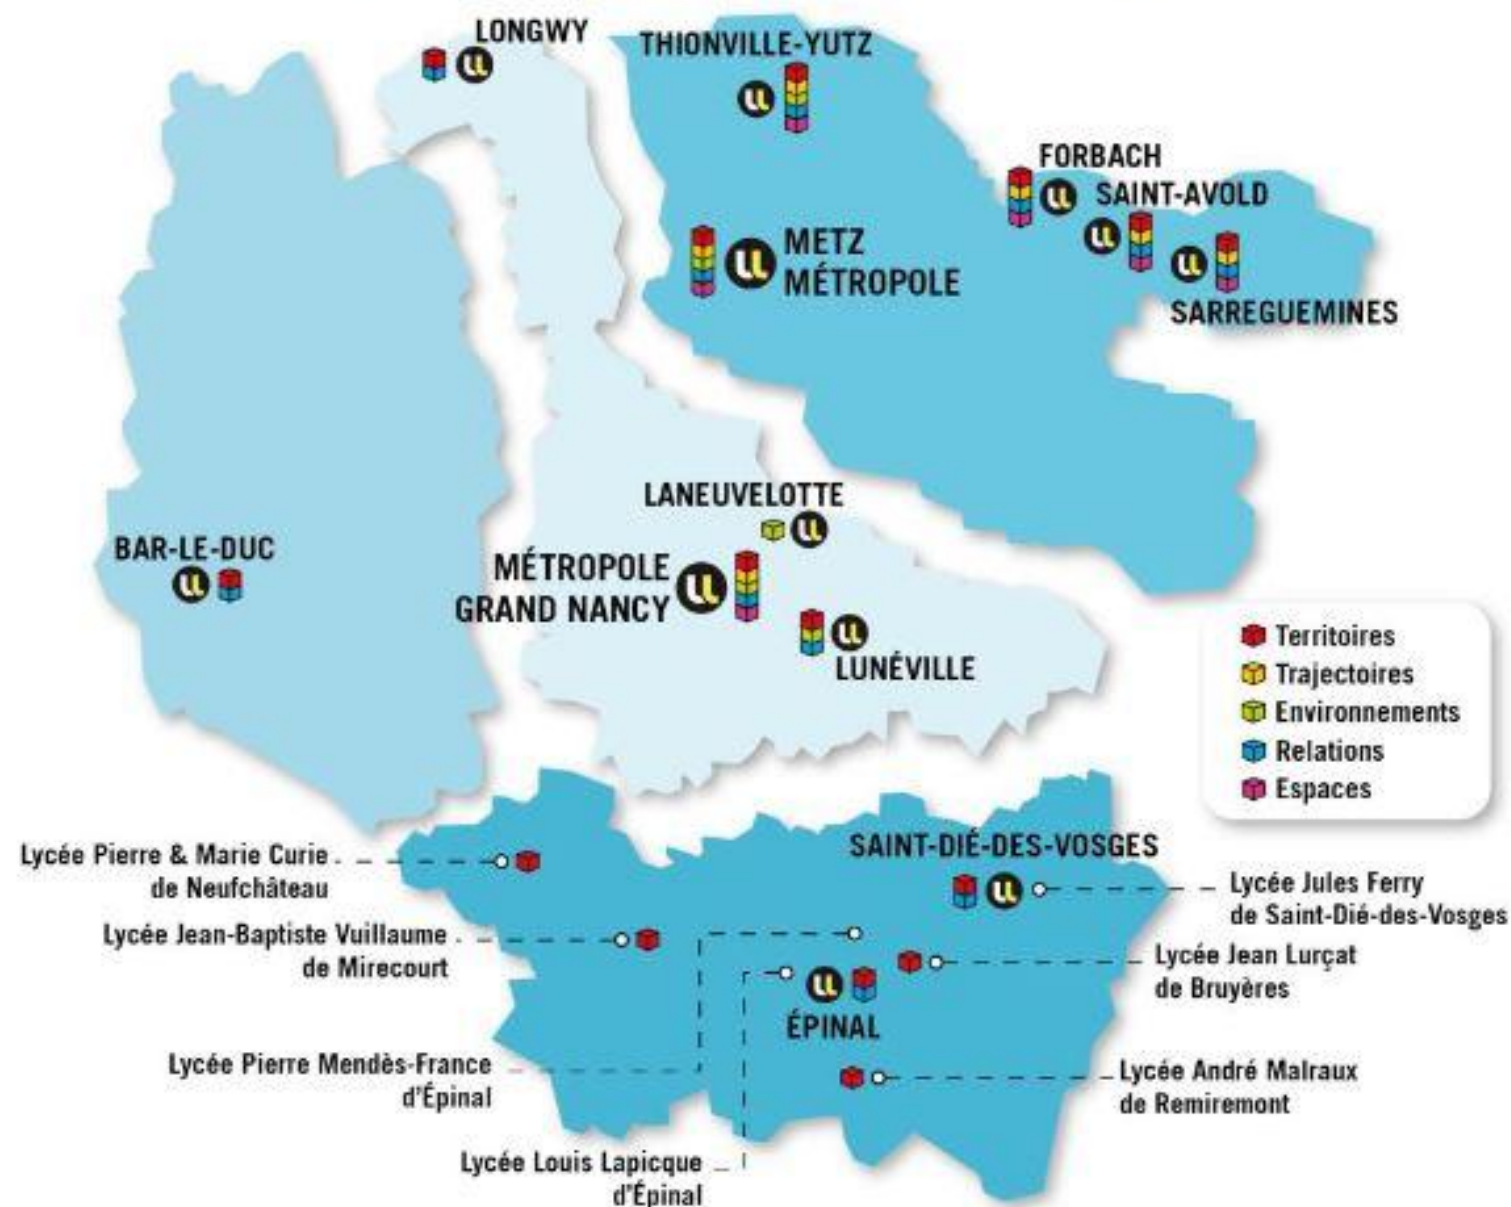 LONGWY
THIONVILLE-YUTZ
FORBACH
SAINT-AVOLD
METZ
MÉTROPOLE
SARREGUEMINES
LANEUVELOTTE
BAR-LE-DUC
MÉTROPOLE
GRAND NANCY
LUNÉVILLE
Territoires
Trajectoires
Environnements
Relations
Espaces
SAINT-DIÉ-DES-VOSGES
Lycée Pierre & Marie Curie
de Neufchâteau
Lycée Jules Ferry
de Saint-Dié-des-Vosges
Lycée Jean-Baptiste Vuillaume
de Mirecourt
Lycée Jean Lurçat
de Bruyères
ÉPINAL
Lycée Pierre Mendès-France
d'Épinal
Lycée André Malraux
de Remiremont
Lycée Louis Lapicque
d'Épinal